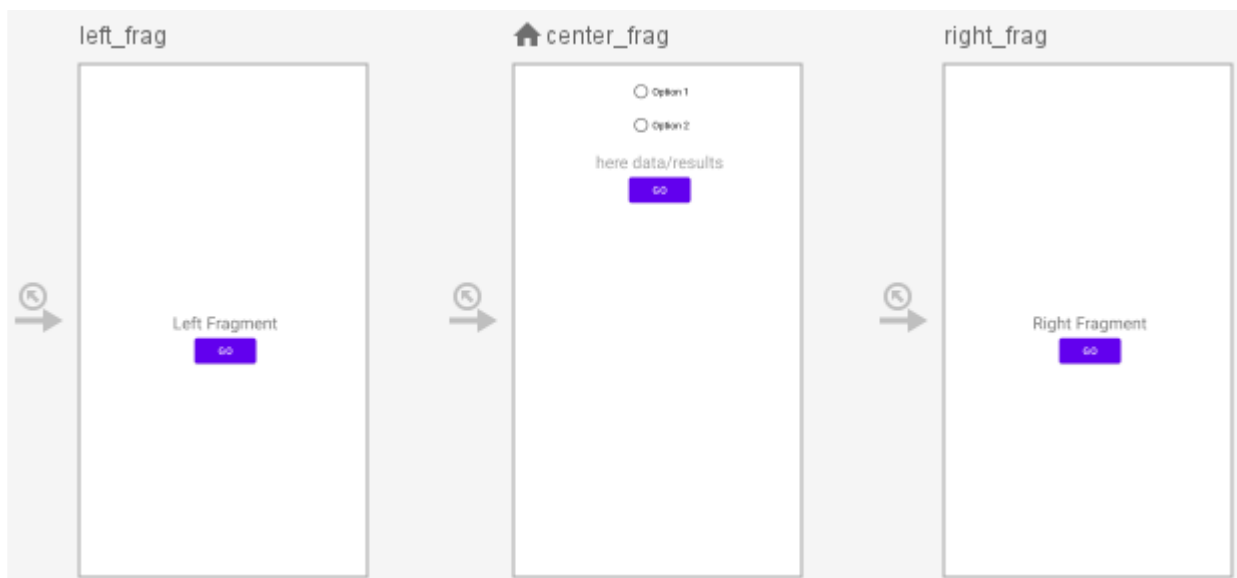 left_frag
center_frag
right_frag
Option 1
Option 2
here data/results
GO
Left Fragment
GO
Right Fragment
GO